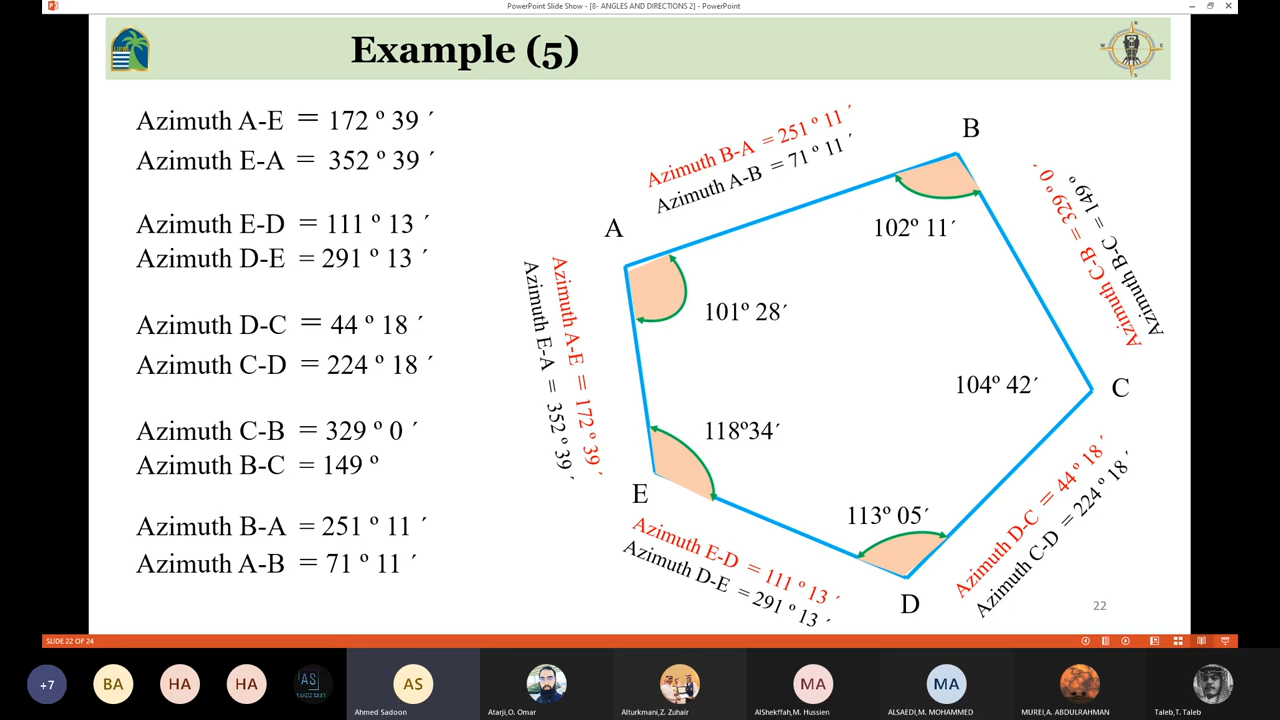 PowerPoint Slide Show - [8- ANGLES AND DIRECTIONS 2] - PowerPoint
Example (5)
Azimuth A-E = 172 º 39 ´
Azimuth E-A = 352 º 39 ´
Azimuth E-D = 111 º 13 ´
Azimuth D-E = 291 º 13 ´
Azimuth D-C = 44 º 18 ´
Azimuth C-D = 224 º 18 ´
Azimuth C-B = 329 º 0 ´
Azimuth B-C = 149 º
Azimuth B-A = 251 º 11 ´
Azimuth A-B = 71 º 11 ´
Azimuth B-A = 251 º 11 ´
Azimuth A-B = 71 º 11 ´
B
A
102º 11´
101º 28´
Azimuth C-B = 329 º 0 ´
Azimuth B-C = 149 º
104º 42´
C
Azimuth A-E = 172 º 39 ´
Azimuth E-A = 352 º 39 ´
118º34´
E
113º 05´
D
Azimuth E-D = 111 º 13 ´
Azimuth D-E = 291 º 13 ´
Azimuth D-C = 44 º 18 ´
Azimuth C-D = 224 º 18 ´
22
SLIDE 22 OF 24
+7
BA
HA
HA
AS
AS
MA
MA
Ahmed Sadoon
Atarji,O. Omar
Alturkmani,Z. Zuhair
AlShekffah,M. Hussien
ALSAEDI,M. MOHAMMED
MUREI,A. ABDULRAHMAN
Taleb,T. Taleb